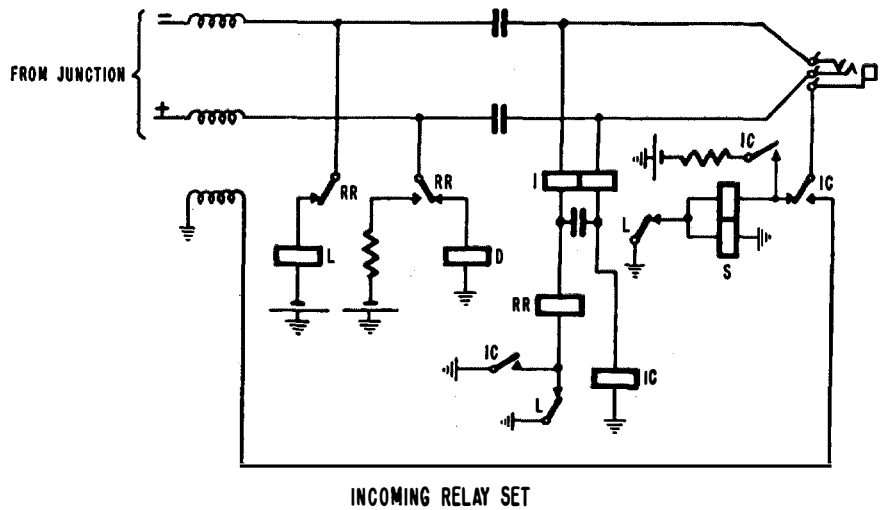 −
FROM JUNCTION
+
RR
RR
I
IC
IC
L
L
D
S
RR
IC
IC
L
INCOMING RELAY SET